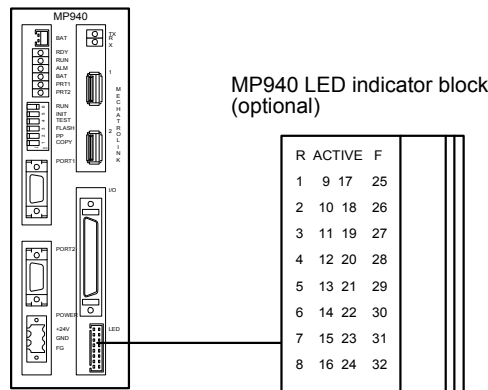 MP940
BAT
RDY
RUN
ALM
BAT
PRT1
PRT2
RUN
INIT
TEST
FLASH
PP
COPY
PORT1
PORT2
POWER
+24V
GND
FG
TX
RX
1
MECHATROLINK
2
I/O
LED
MP940 LED indicator block
(optional)
R ACTIVE F
1 9 17 25
2 10 18 26
3 11 19 27
4 12 20 28
5 13 21 29
6 14 22 30
7 15 23 31
8 16 24 32